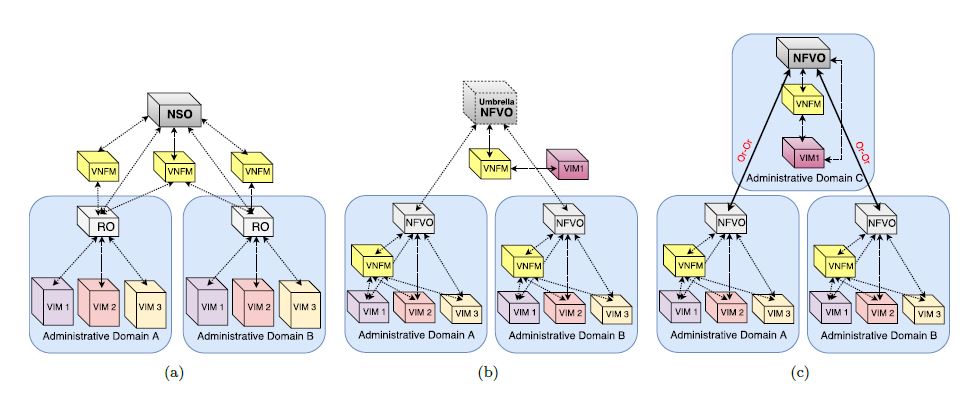 NSO
VNFM
VNFM
VNFM
RO
RO
VIM 1
VIM 2
VIM 3
VIM 1
VIM 2
VIM 3
Administrative Domain A
Administrative Domain B
(a)
Umbrella
NFVO
VNFM
VIM1
NFVO
NFVO
VNFM
VNFM
VIM 1
VIM 2
VIM 3
VIM 1
VIM 2
VIM 3
Administrative Domain A
Administrative Domain B
(b)
NFVO
VNFM
VIM1
Administrative Domain C
Or-Or
Or-Or
NFVO
NFVO
VNFM
VNFM
VIM 1
VIM 2
VIM 3
VIM 1
VIM 2
VIM 3
Administrative Domain A
Administrative Domain B
(c)